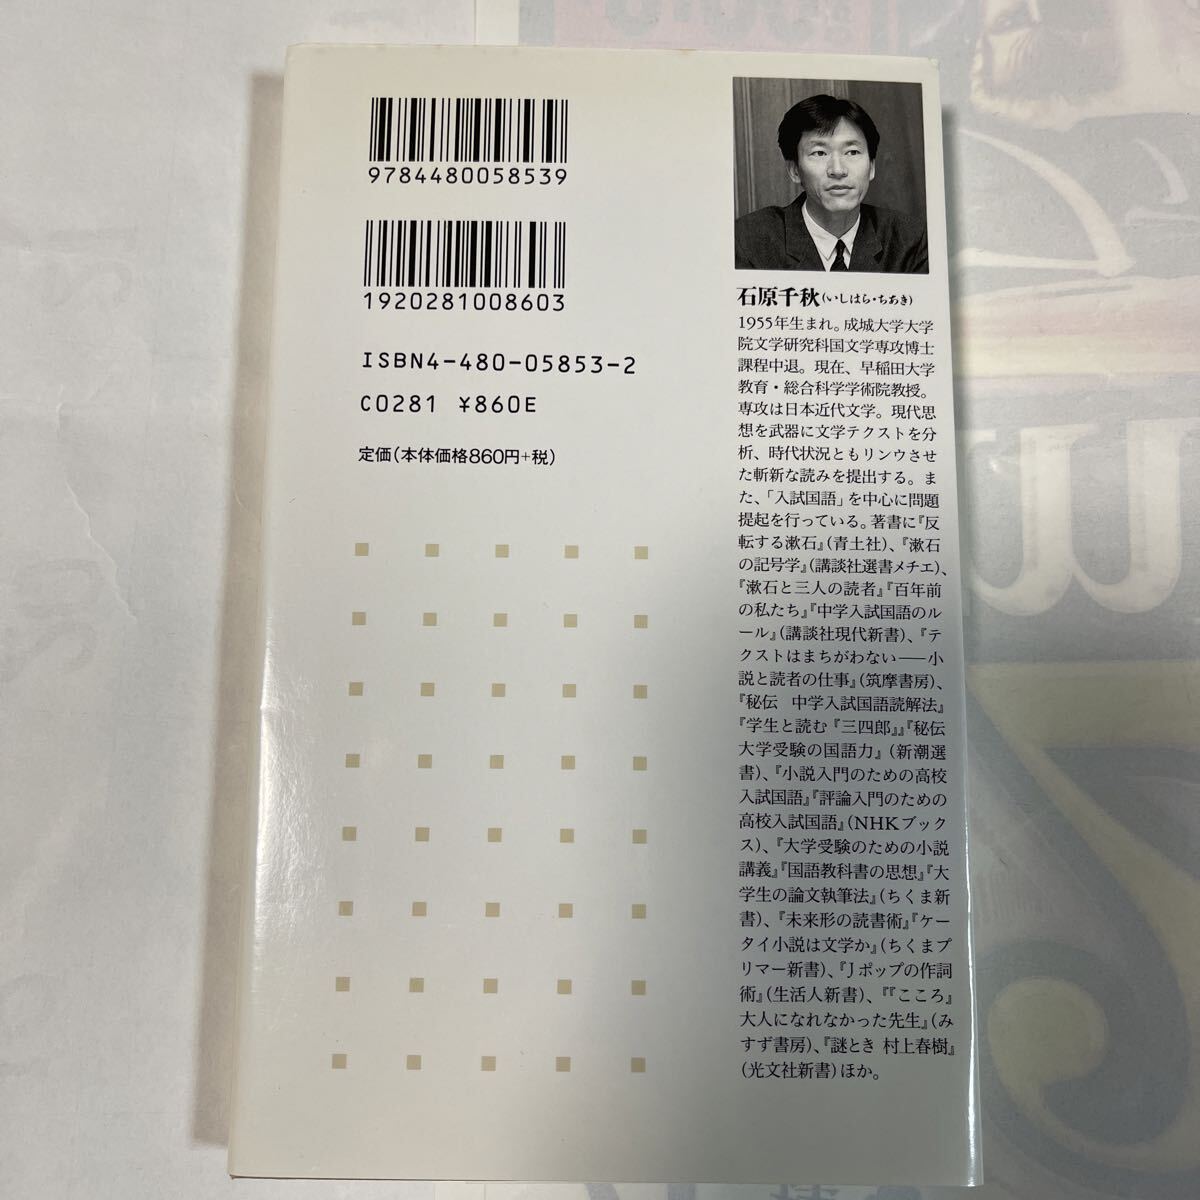 9784480058539
1920281008603
ISBN4-480-05853-2
C0281 ¥860E
定価(本体価格860円+税)
石原千秋(いしはら・ちあき)
1955年生まれ。成城大学大学
院文学研究科国文学専攻博士
課程中退。現在、早稲田大学
教育・総合科学学術院教授。
専攻は日本近代文学。現代思
想を武器に文学テクストを分
析、時代状況ともリンクさせ
た斬新な読みを提出する。ま
た、「入試国語」を中心に問題
提起を行っている。著書に『反
転する漱石』(青土社)、『漱石
の記号学』(講談社選書メチエ)、
『漱石と三人の読者』『百年前
の私たち』『中学入試国語のル
ール』(講談社現代新書)、『テ
クストはまちがわない――小
説と読者の仕事』(筑摩書房)、
『秘伝 中学入試国語読解法』
『学生と読む『三四郎』』『秘伝
大学受験の国語力』(新潮選
書)、『小説入門のための高校
入試国語』『評論入門のための
高校入試国語』(NHKブック
ス)、『大学受験のための小説
講義』『国語教科書の思想』『大
学生の論文執筆法』(ちくま新
書)、『未来形の読書術』『ケー
タイ小説は文学か』(ちくまプ
リマー新書)、『Jポップの作詞
術』(生活人新書)、『『こころ』
大人になれなかった先生』(み
すず書房)、『謎とき 村上春樹』
(光文社新書)ほか。